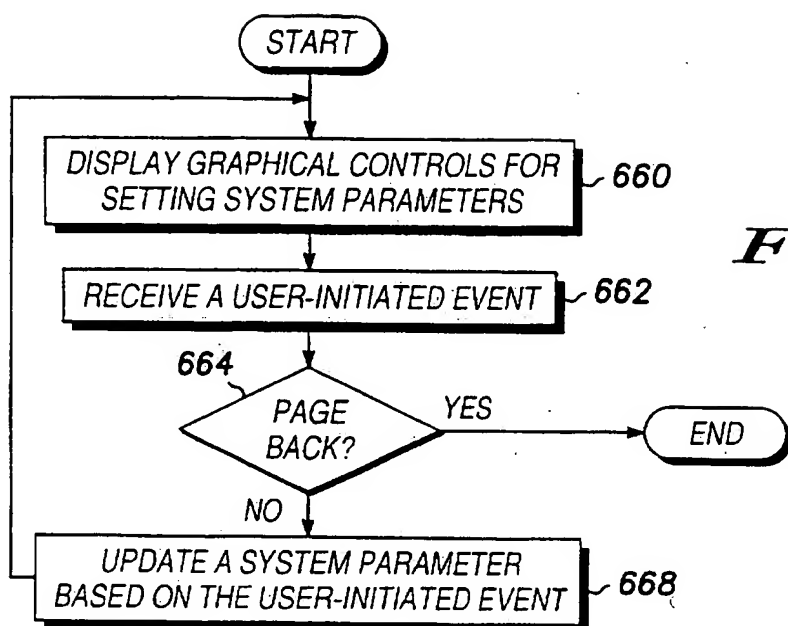 START
DISPLAY GRAPHICAL CONTROLS FOR
SETTING SYSTEM PARAMETERS
660
F
RECEIVE A USER-INITIATED EVENT
662
664
PAGE
BACK?
YES
END
NO
UPDATE A SYSTEM PARAMETER
BASED ON THE USER-INITIATED EVENT
668